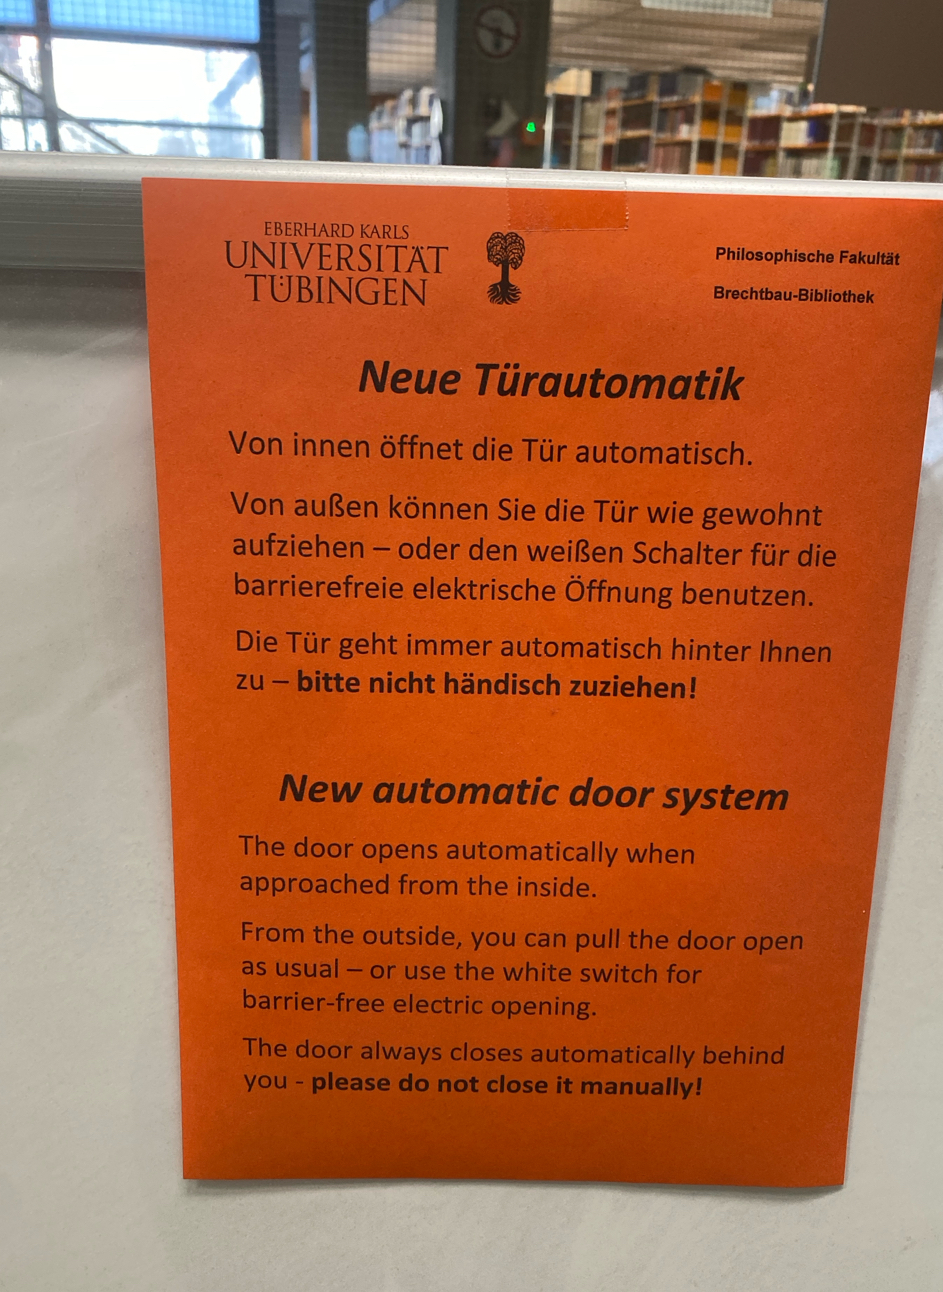 EBERHARD KARLS
UNIVERSITÄT
TÜBINGEN
Philosophische Fakultät
Brechtbau-Bibliothek
Neue Türautomatik
Von innen öffnet die Tür automatisch.
Von außen können Sie die Tür wie gewohnt
aufziehen – oder den weißen Schalter für die
barrierefreie elektrische Öffnung benutzen.
Die Tür geht immer automatisch hinter Ihnen
zu – bitte nicht händisch zuziehen!
New automatic door system
The door opens automatically when
approached from the inside.
From the outside, you can pull the door open
as usual – or use the white switch for
barrier-free electric opening.
The door always closes automatically behind
you - please do not close it manually!